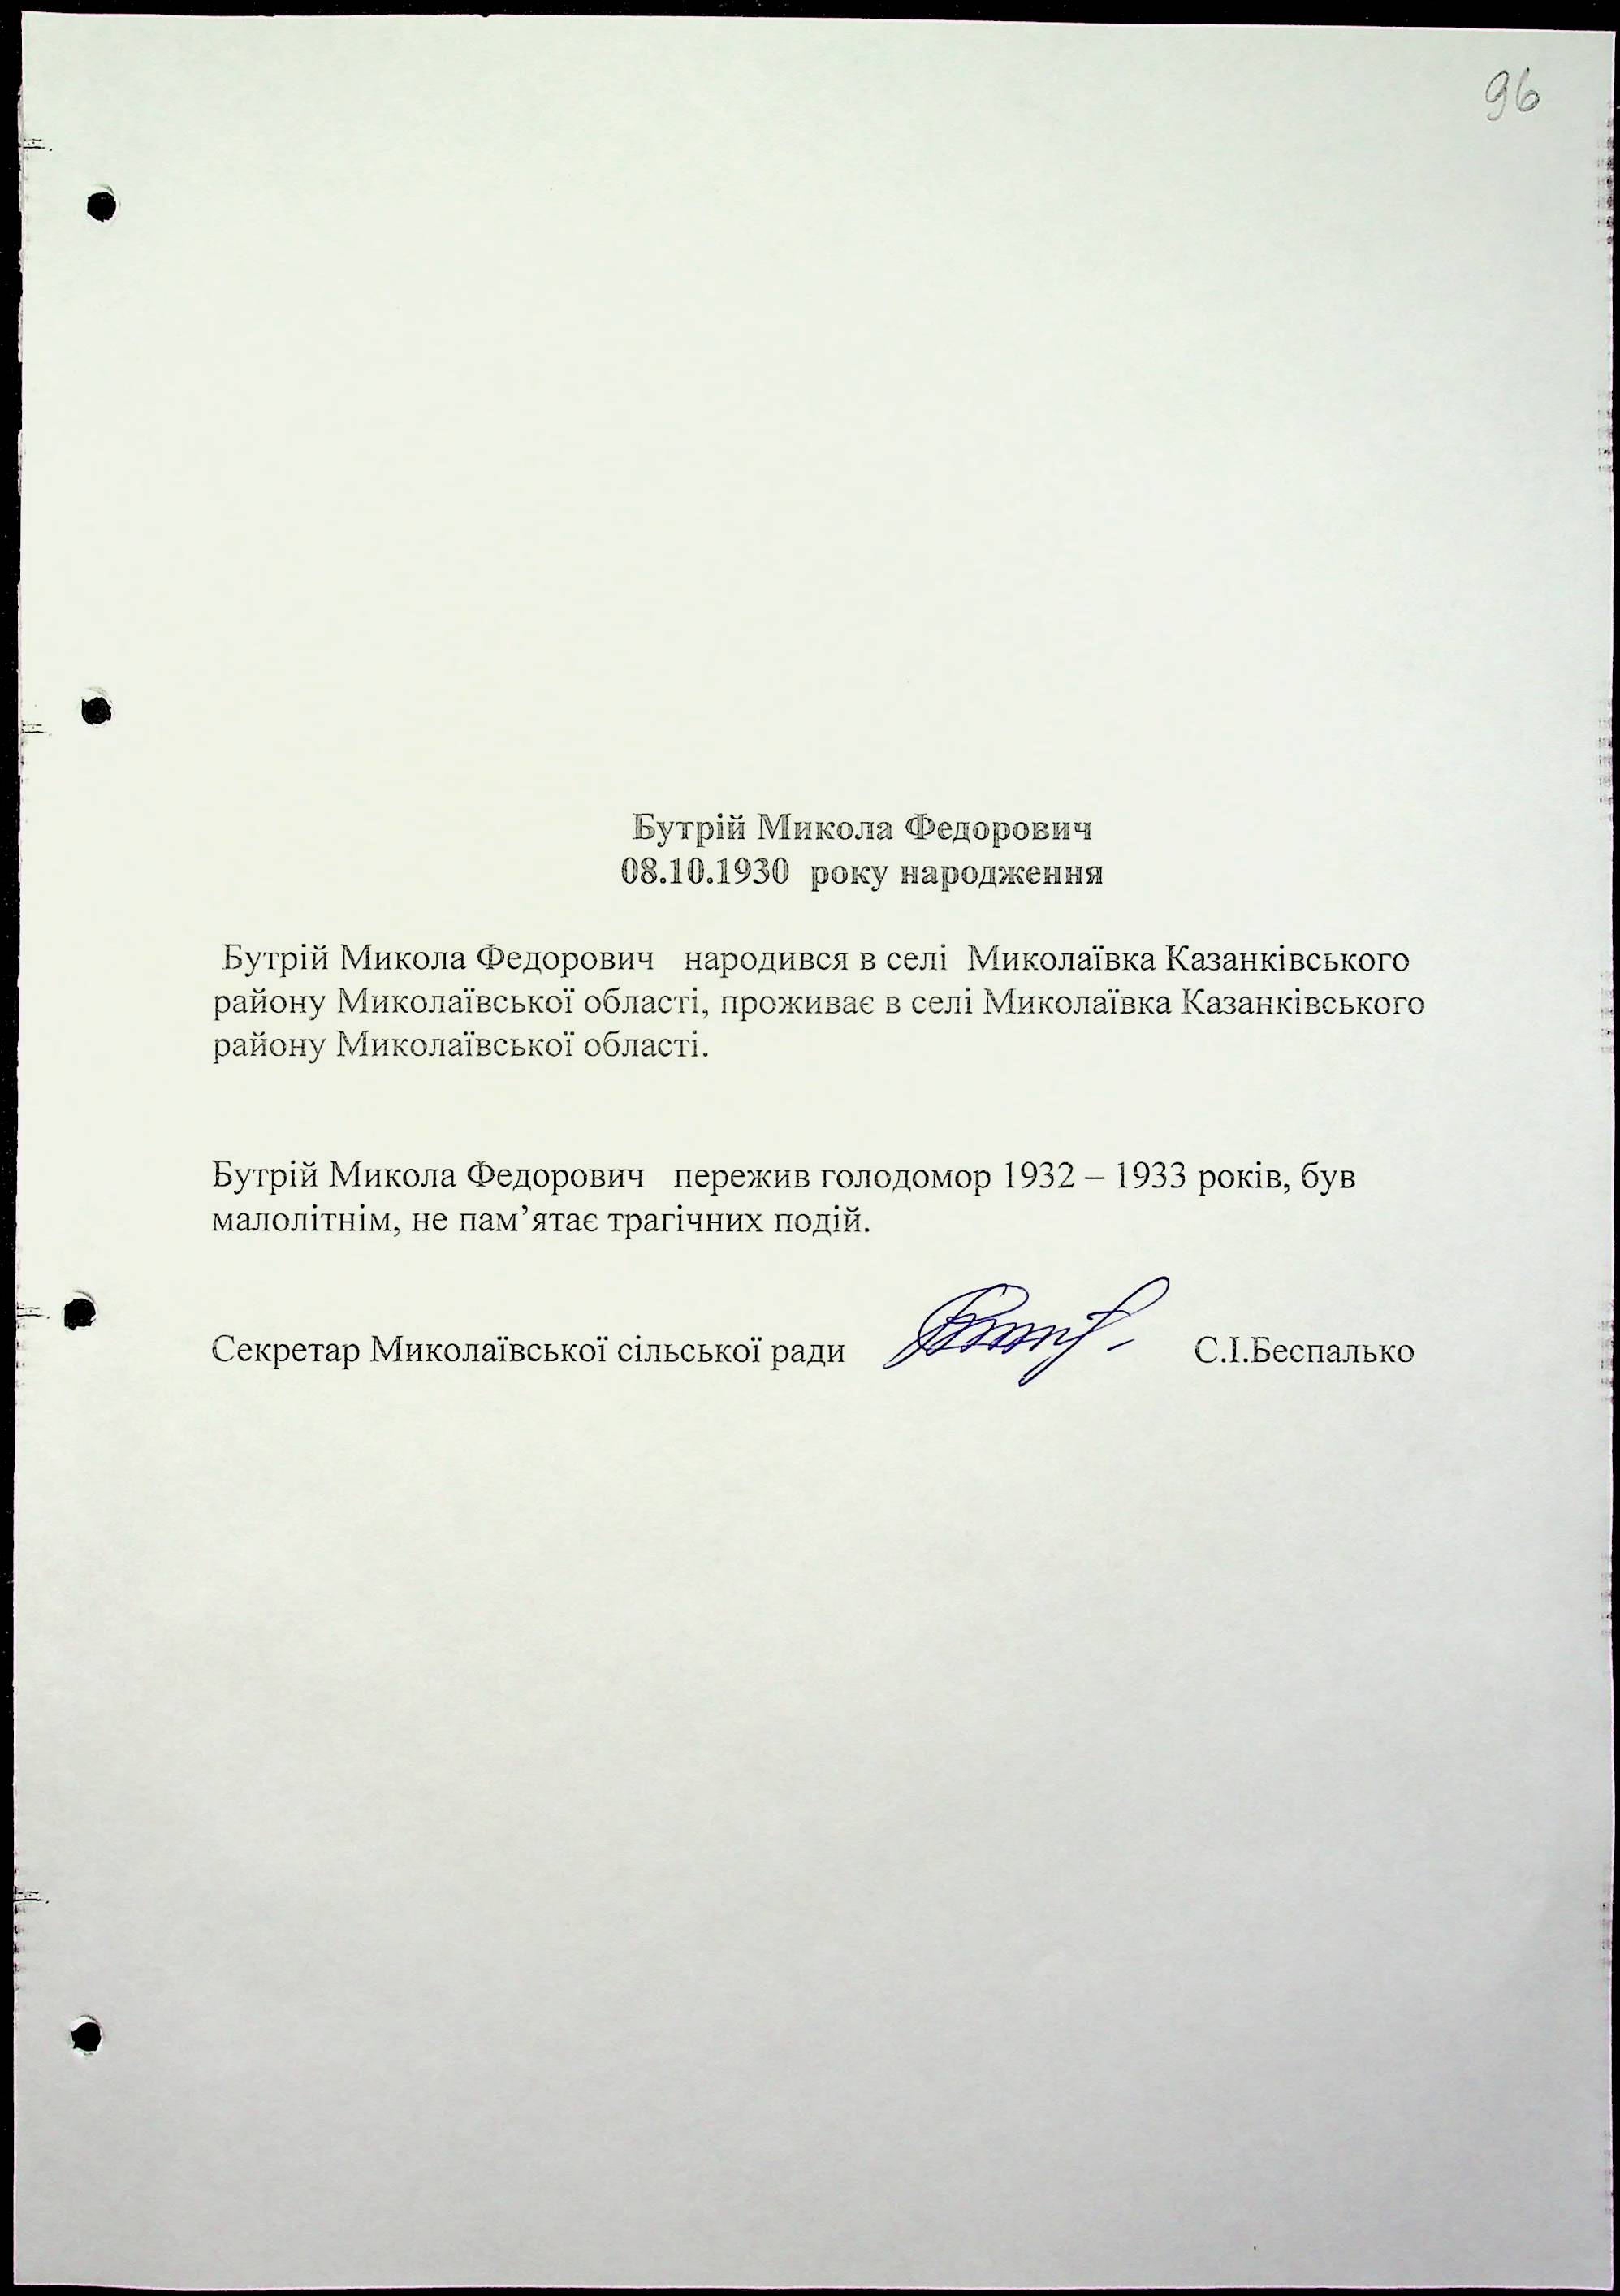 96
Бутрій Микола Федорович
08.10.1930 року народження
Бутрій Микола Федорович народився в селі Миколаївка Казанківського
району Миколаївської області, проживає в селі Миколаївка Казанківського
району Миколаївської області.
Бутрій Микола Федорович пережив голодомор 1932 – 1933 років, був
малолітнім, не пам’ятає трагічних подій.
Секретар Миколаївської сільської ради С.І.Беспалько